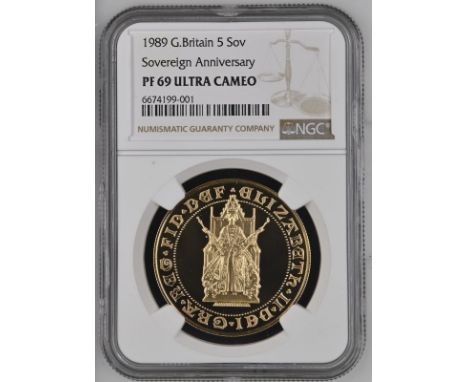 1989 G.Britain 5 Sov
Sovereign Anniversary
PF 69 ULTRA CAMEO
6674199-001
NUMISMATIC GUARANTY COMPANY
NGC
ELIZABETH·II·DEI·GRA·REG·FID·DEF·